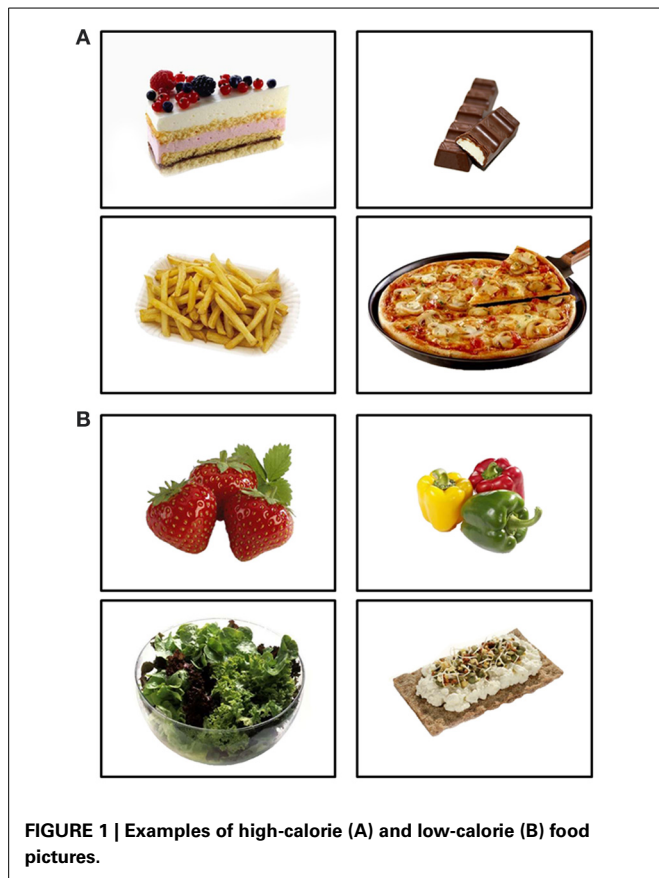 A
B
FIGURE 1 | Examples of high-calorie (A) and low-calorie (B) food
pictures.